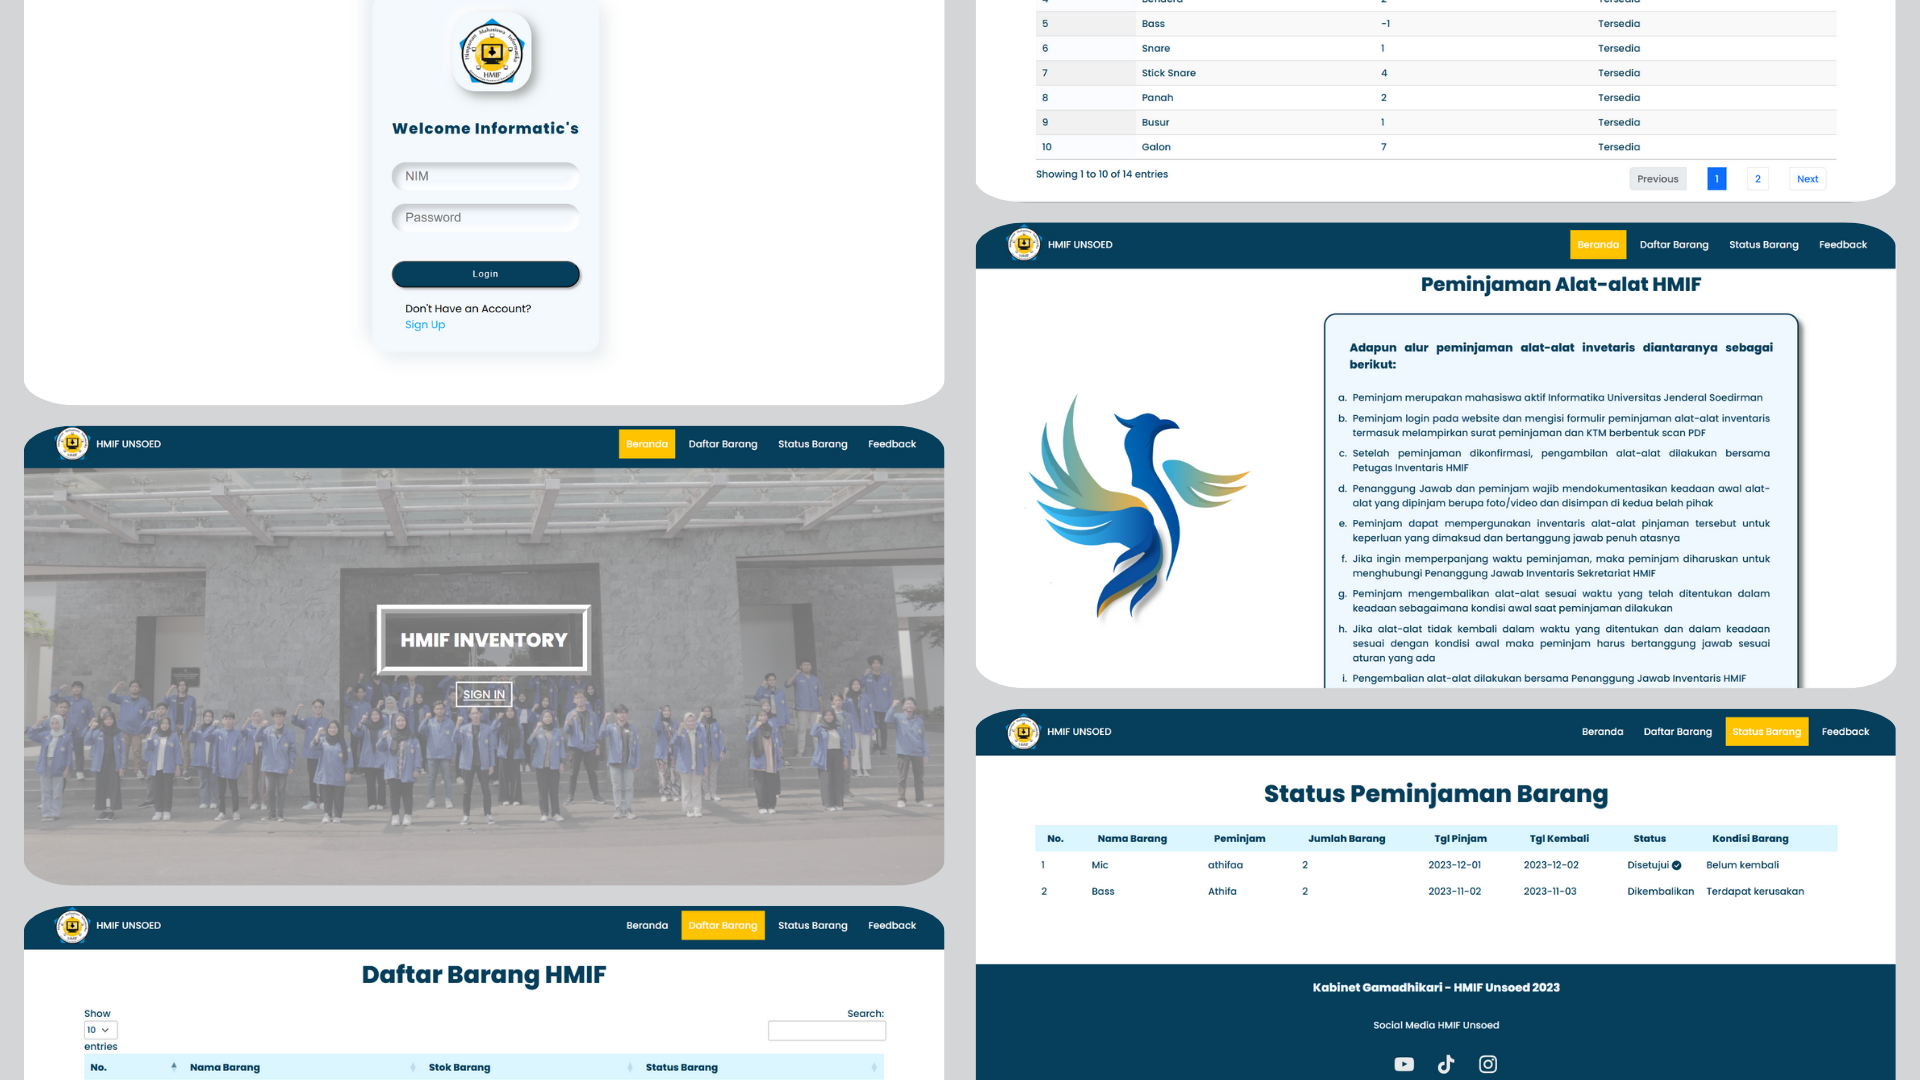 HMIF
Welcome Informatic's
NIM
Password
Login
Don't Have an Account?
Sign Up
HMIF UNSOED
Beranda Daftar Barang Status Barang Feedback
HMIF INVENTORY
SIGN IN
HMIF UNSOED
Beranda Daftar Barang Status Barang Feedback
Daftar Barang HMIF
Show
10
entries
Search:
No. Nama Barang Stok Barang Status Barang
5 Bass -1 Tersedia
6 Snare 1 Tersedia
7 Stick Snare 4 Tersedia
8 Panah 2 Tersedia
9 Busur 1 Tersedia
10 Galon 7 Tersedia
Showing 1 to 10 of 14 entries
Previous 1 2 Next
HMIF UNSOED
Beranda Daftar Barang Status Barang Feedback
Peminjaman Alat-alat HMIF
Adapun alur peminjaman alat-alat invetaris diantaranya sebagai
berikut:
a. Peminjam merupakan mahasiswa aktif Informatika Universitas Jenderal Soedirman
b. Peminjam login pada website dan mengisi formulir peminjaman alat-alat inventaris
termasuk melampirkan surat peminjaman dan KTM berbentuk scan PDF
c. Setelah peminjaman dikonfirmasi, pengambilan alat-alat dilakukan bersama
Petugas Inventaris HMIF
d. Penanggung Jawab dan peminjam wajib mendokumentasikan keadaan awal alat-
alat yang dipinjam berupa foto/video dan disimpan di kedua belah pihak
e. Peminjam dapat mempergunakan inventaris alat-alat pinjaman tersebut untuk
keperluan yang dimaksud dan bertanggung jawab penuh atasnya
f. Jika ingin memperpanjang waktu peminjaman, maka peminjam diharuskan untuk
menghubungi Penanggung Jawab Inventaris Sekretariat HMIF
g. Peminjam mengembalikan alat-alat sesuai waktu yang telah ditentukan dalam
keadaan sebagaimana kondisi awal saat peminjaman dilakukan
h. Jika alat-alat tidak kembali dalam waktu yang ditentukan dan dalam keadaan
sesuai dengan kondisi awal maka peminjam harus bertanggung jawab sesuai
aturan yang ada
i. Pengembalian alat-alat dilakukan bersama Penanggung Jawab Inventaris HMIF
HMIF UNSOED
Beranda Daftar Barang Status Barang Feedback
Status Peminjaman Barang
No. Nama Barang Peminjam Jumlah Barang Tgl Pinjam Tgl Kembali Status Kondisi Barang
1 Mic athifaa 2 2023-12-01 2023-12-02 Disetujui Belum kembali
2 Bass Athifa 2 2023-11-02 2023-11-03 Dikembalikan Terdapat kerusakan
Kabinet Gamadhikari - HMIF Unsoed 2023
Social Media HMIF Unsoed